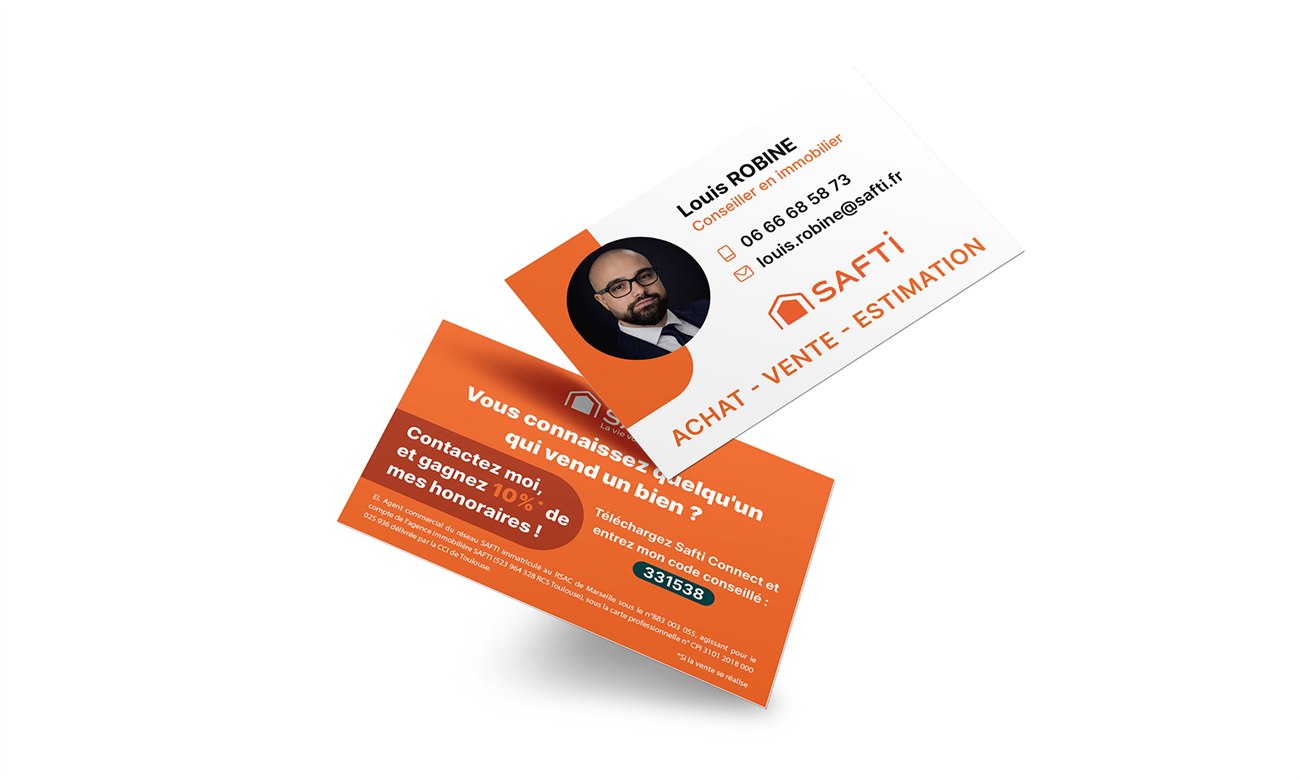 Louis ROBINE
Conseiller en immobilier
06 66 68 58 73
louis.robine@safti.fr
SAFTI
ACHAT - VENTE - ESTIMATION
La vie
Vous connaissez quelqu'un
qui vend un bien ?
Contactez moi,
et gagnez 10%* de
mes honoraires !
Téléchargez Safti Connect et
entrez mon code conseillé :
331538
EI. Agent commercial du réseau SAFTI immatriculé au RSAC de Marseille sous le n°883 003 055, agissant pour le
compte de l'agence immobilière SAFTI (523 964 328 RCS Toulouse), sous la carte professionnelle n° CPI 3101 2018 000
025 936 délivrée par la CCI de Toulouse.
*Si la vente se réalise